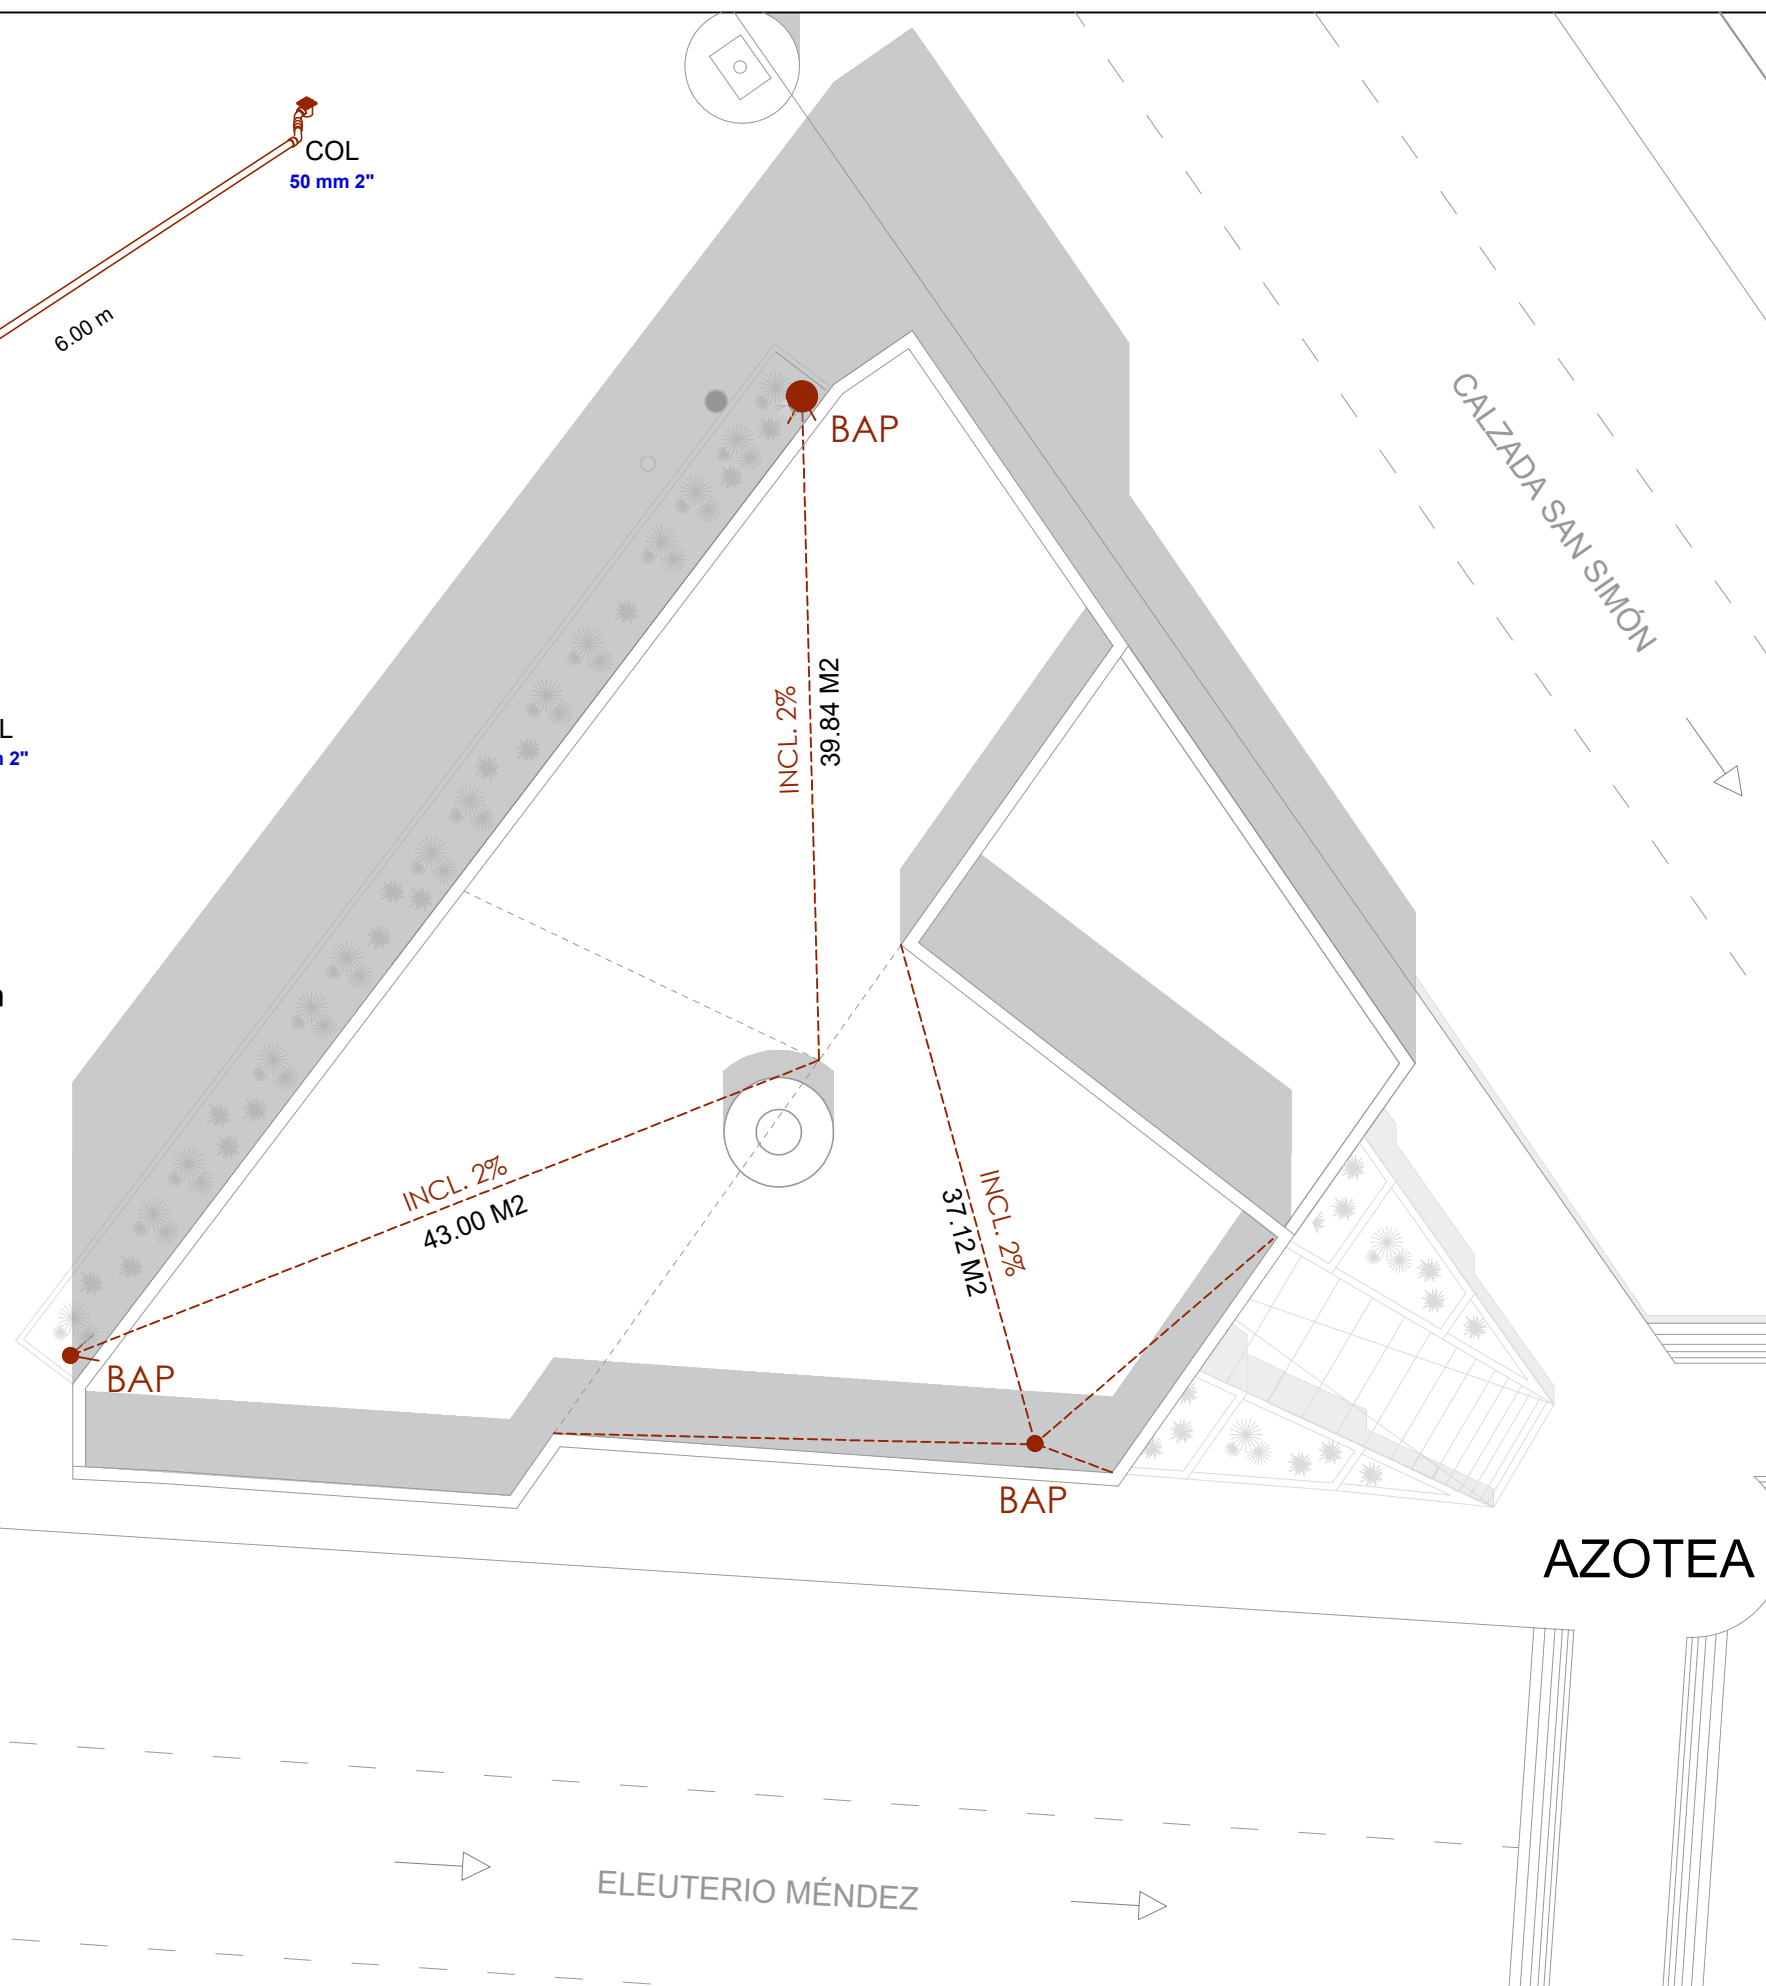 COL
50 mm 2"
6.00 m
BAP
CALZADA SAN SIMÓN
INCL. 2%
39.84 M2
L
2"
INCL. 2%
43.00 M2
INCL. 2%
37.12 M2
BAP
BAP
AZOTEA
ELEUTERIO MÉNDEZ